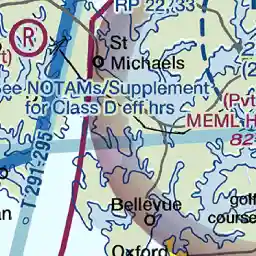 RP 22,33
R
St
Michaels
See NOTAMs/Supplement
for Class D eff hrs
(Pvt
MEML H
82
T 291-295
golf
course
Bellevue
Oxford